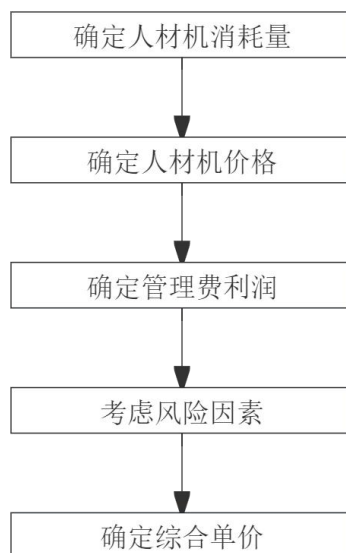 确定人材机消耗量
确定人材机价格
确定管理费利润
考虑风险因素
确定综合单价